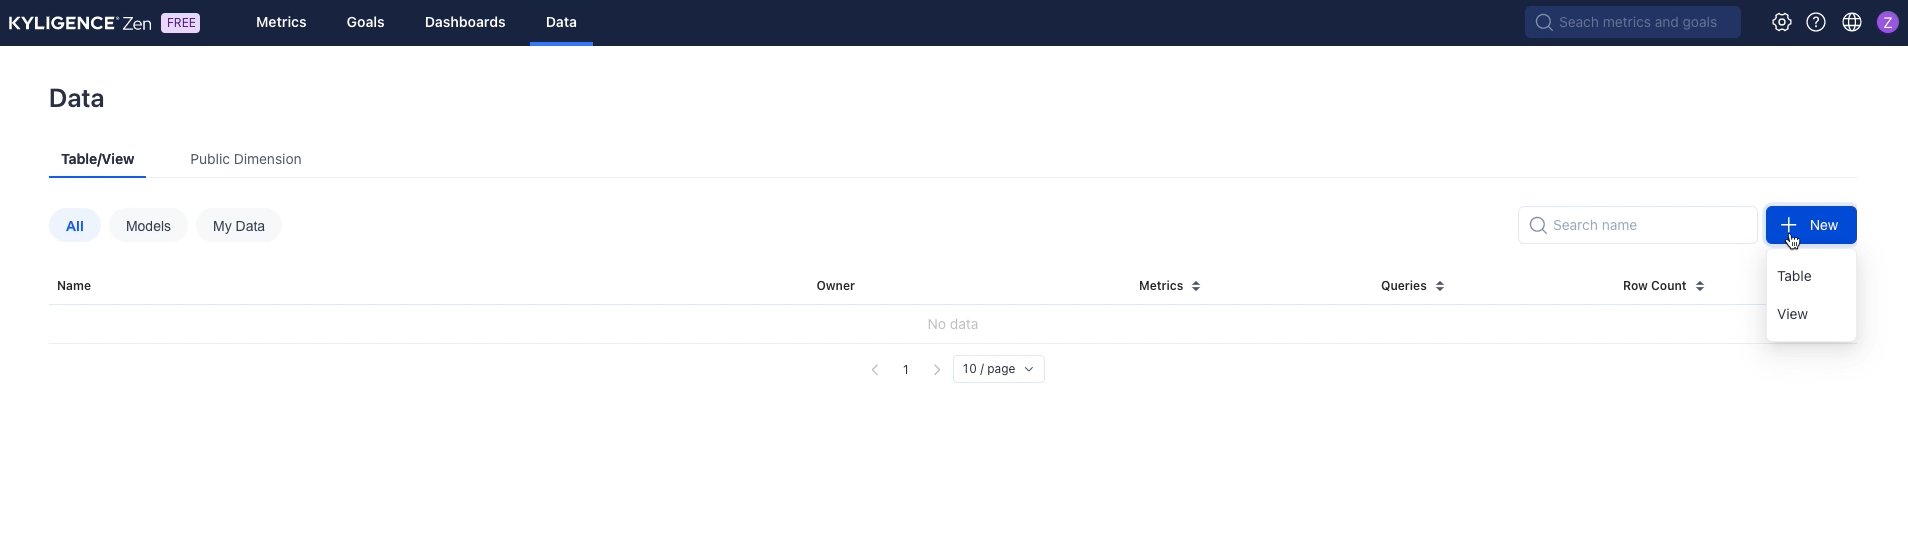 KYLIGENCE® Zen FREE Metrics Goals Dashboards Data Seach metrics and goals Z
Data
Table/View Public Dimension
All Models My Data Search name New
Table
View
Name Owner Metrics Queries Row Count
No data
1 10 / page